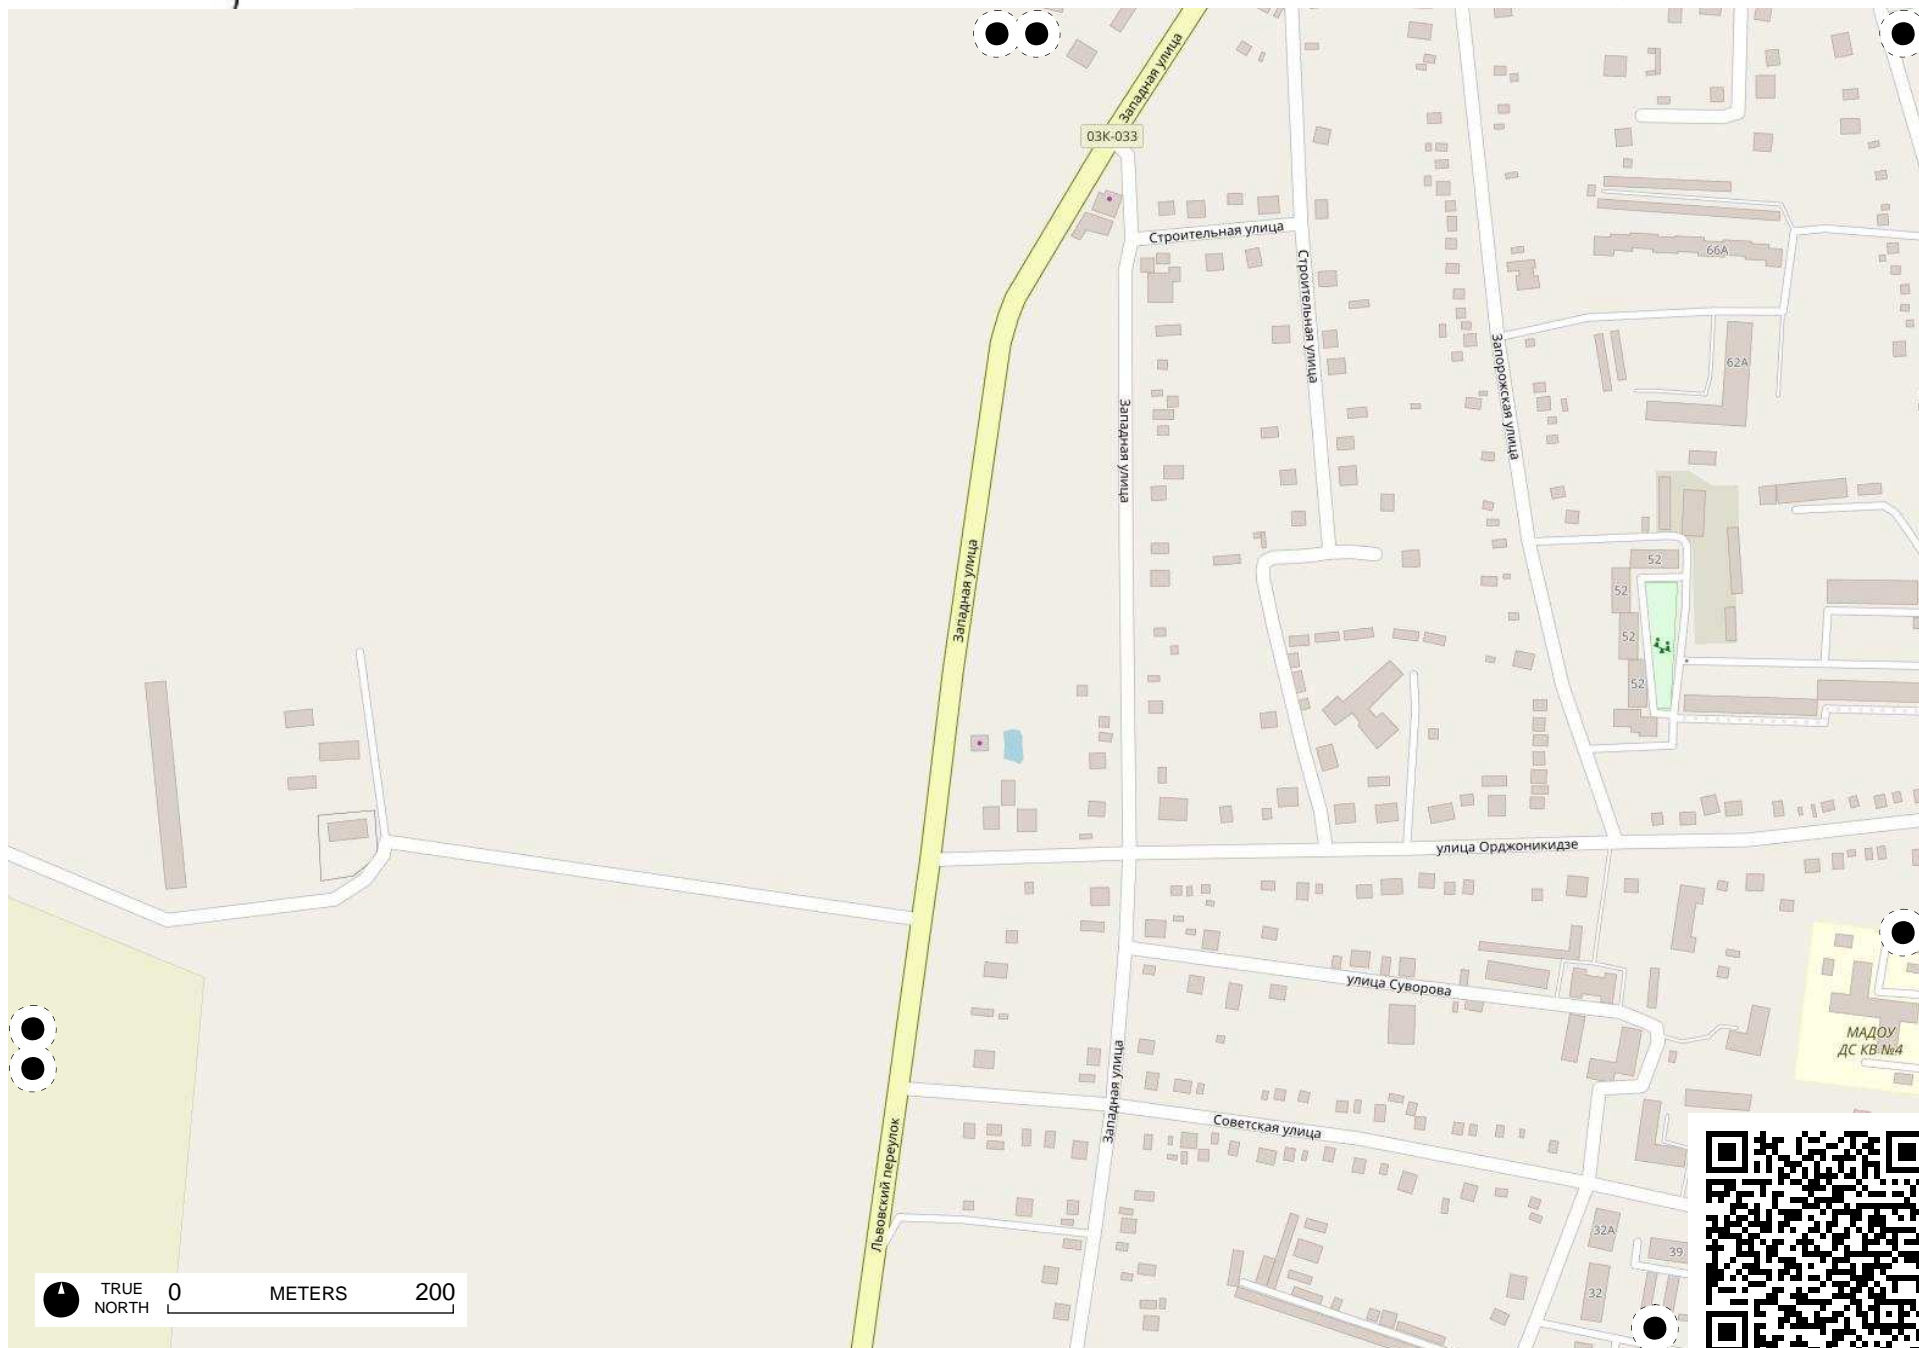 Западная улица
03К-033
Строительная улица
Строительная улица
66А
62А
Запорожская улица
Западная улица
Западная улица
52
52
52
52
улица Орджоникидзе
улица Суворова
МАДОУ
ДС КВ №4
Западная улица
Советская улица
Львовский переулок
32А
39
32
TRUE
NORTH
0 METERS 200